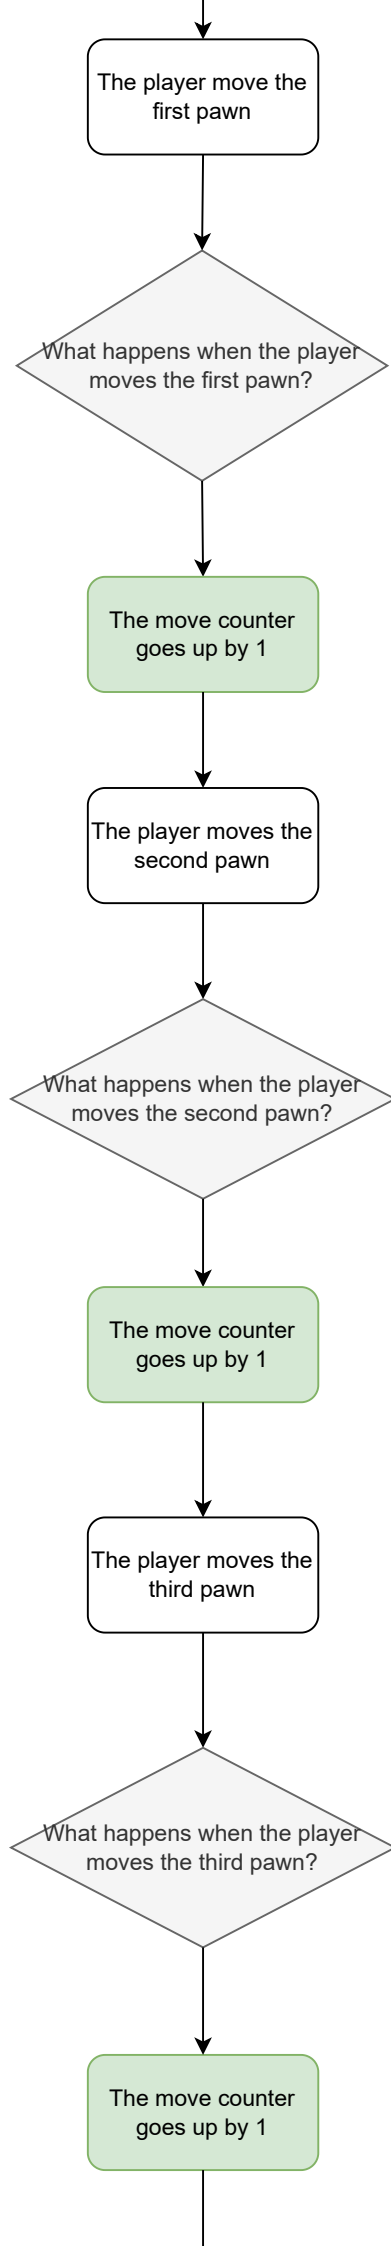 The player move the
first pawn
What happens when the player
moves the first pawn?
The move counter
goes up by 1
The player moves the
second pawn
What happens when the player
moves the second pawn?
The move counter
goes up by 1
The player moves the
third pawn
What happens when the player
moves the third pawn?
The move counter
goes up by 1